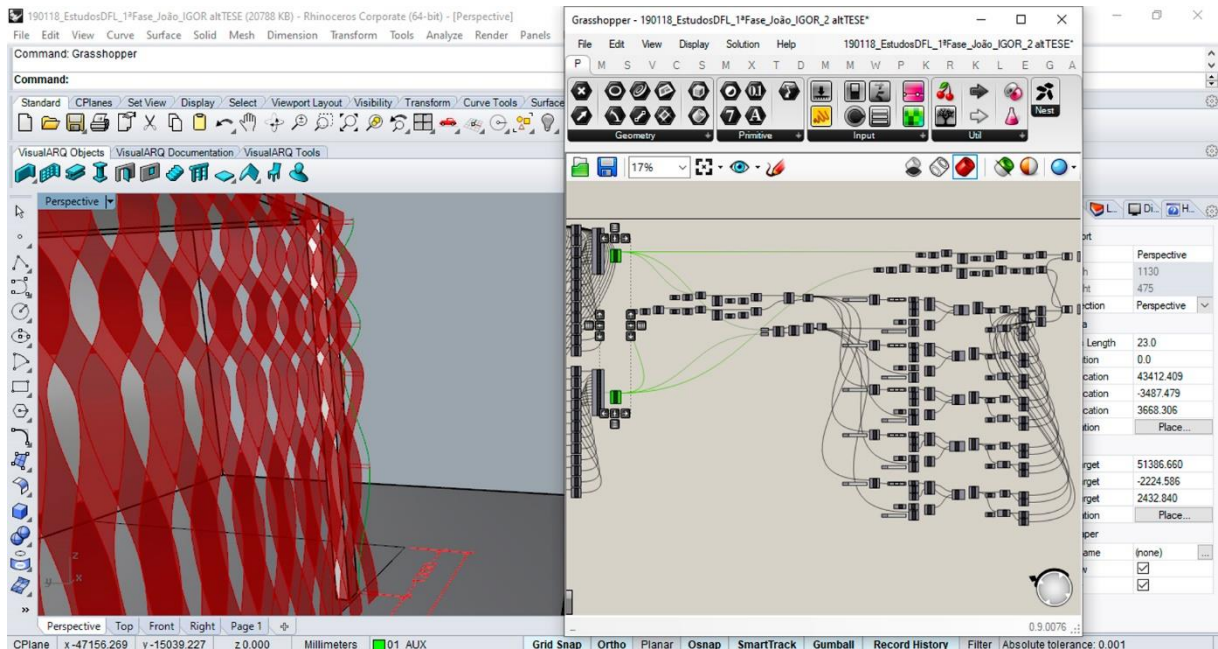 190118_EstudosDFL_1ªFase_João_IGOR altTESE (20788 KB) - Rhinoceros Corporate (64-bit) - [Perspective]
File Edit View Curve Surface Solid Mesh Dimension Transform Tools Analyze Render Panels
Command: Grasshopper
Command:
Standard CPlanes Set View Display Select Viewport Layout Visibility Transform Curve Tools Surface
VisualARQ Objects VisualARQ Documentation VisualARQ Tools
Perspective
z
y x
Perspective Top Front Right Page 1
CPlane x -47156.269 y -15039.227 z 0.000 Millimeters 01 AUX Grid Snap Ortho Planar Osnap SmartTrack Gumball Record History Filter Absolute tolerance: 0.001
Grasshopper - 190118_EstudosDFL_1ªFase_João_IGOR_2 altTESE*
File Edit View Display Solution Help 190118_EstudosDFL_1ªFase_João_IGOR_2 altTESE*
P M S V C S M X T D M M W P K R K L E G A
Geometry Primitive Input Util
Nest
17%
0.9.0076
L... Di... H...
Perspective
1130
475
Perspective
Length 23.0
0.0
43412.409
-3487.479
3668.306
Place...
51386.660
-2224.586
2432.840
Place...
(none)